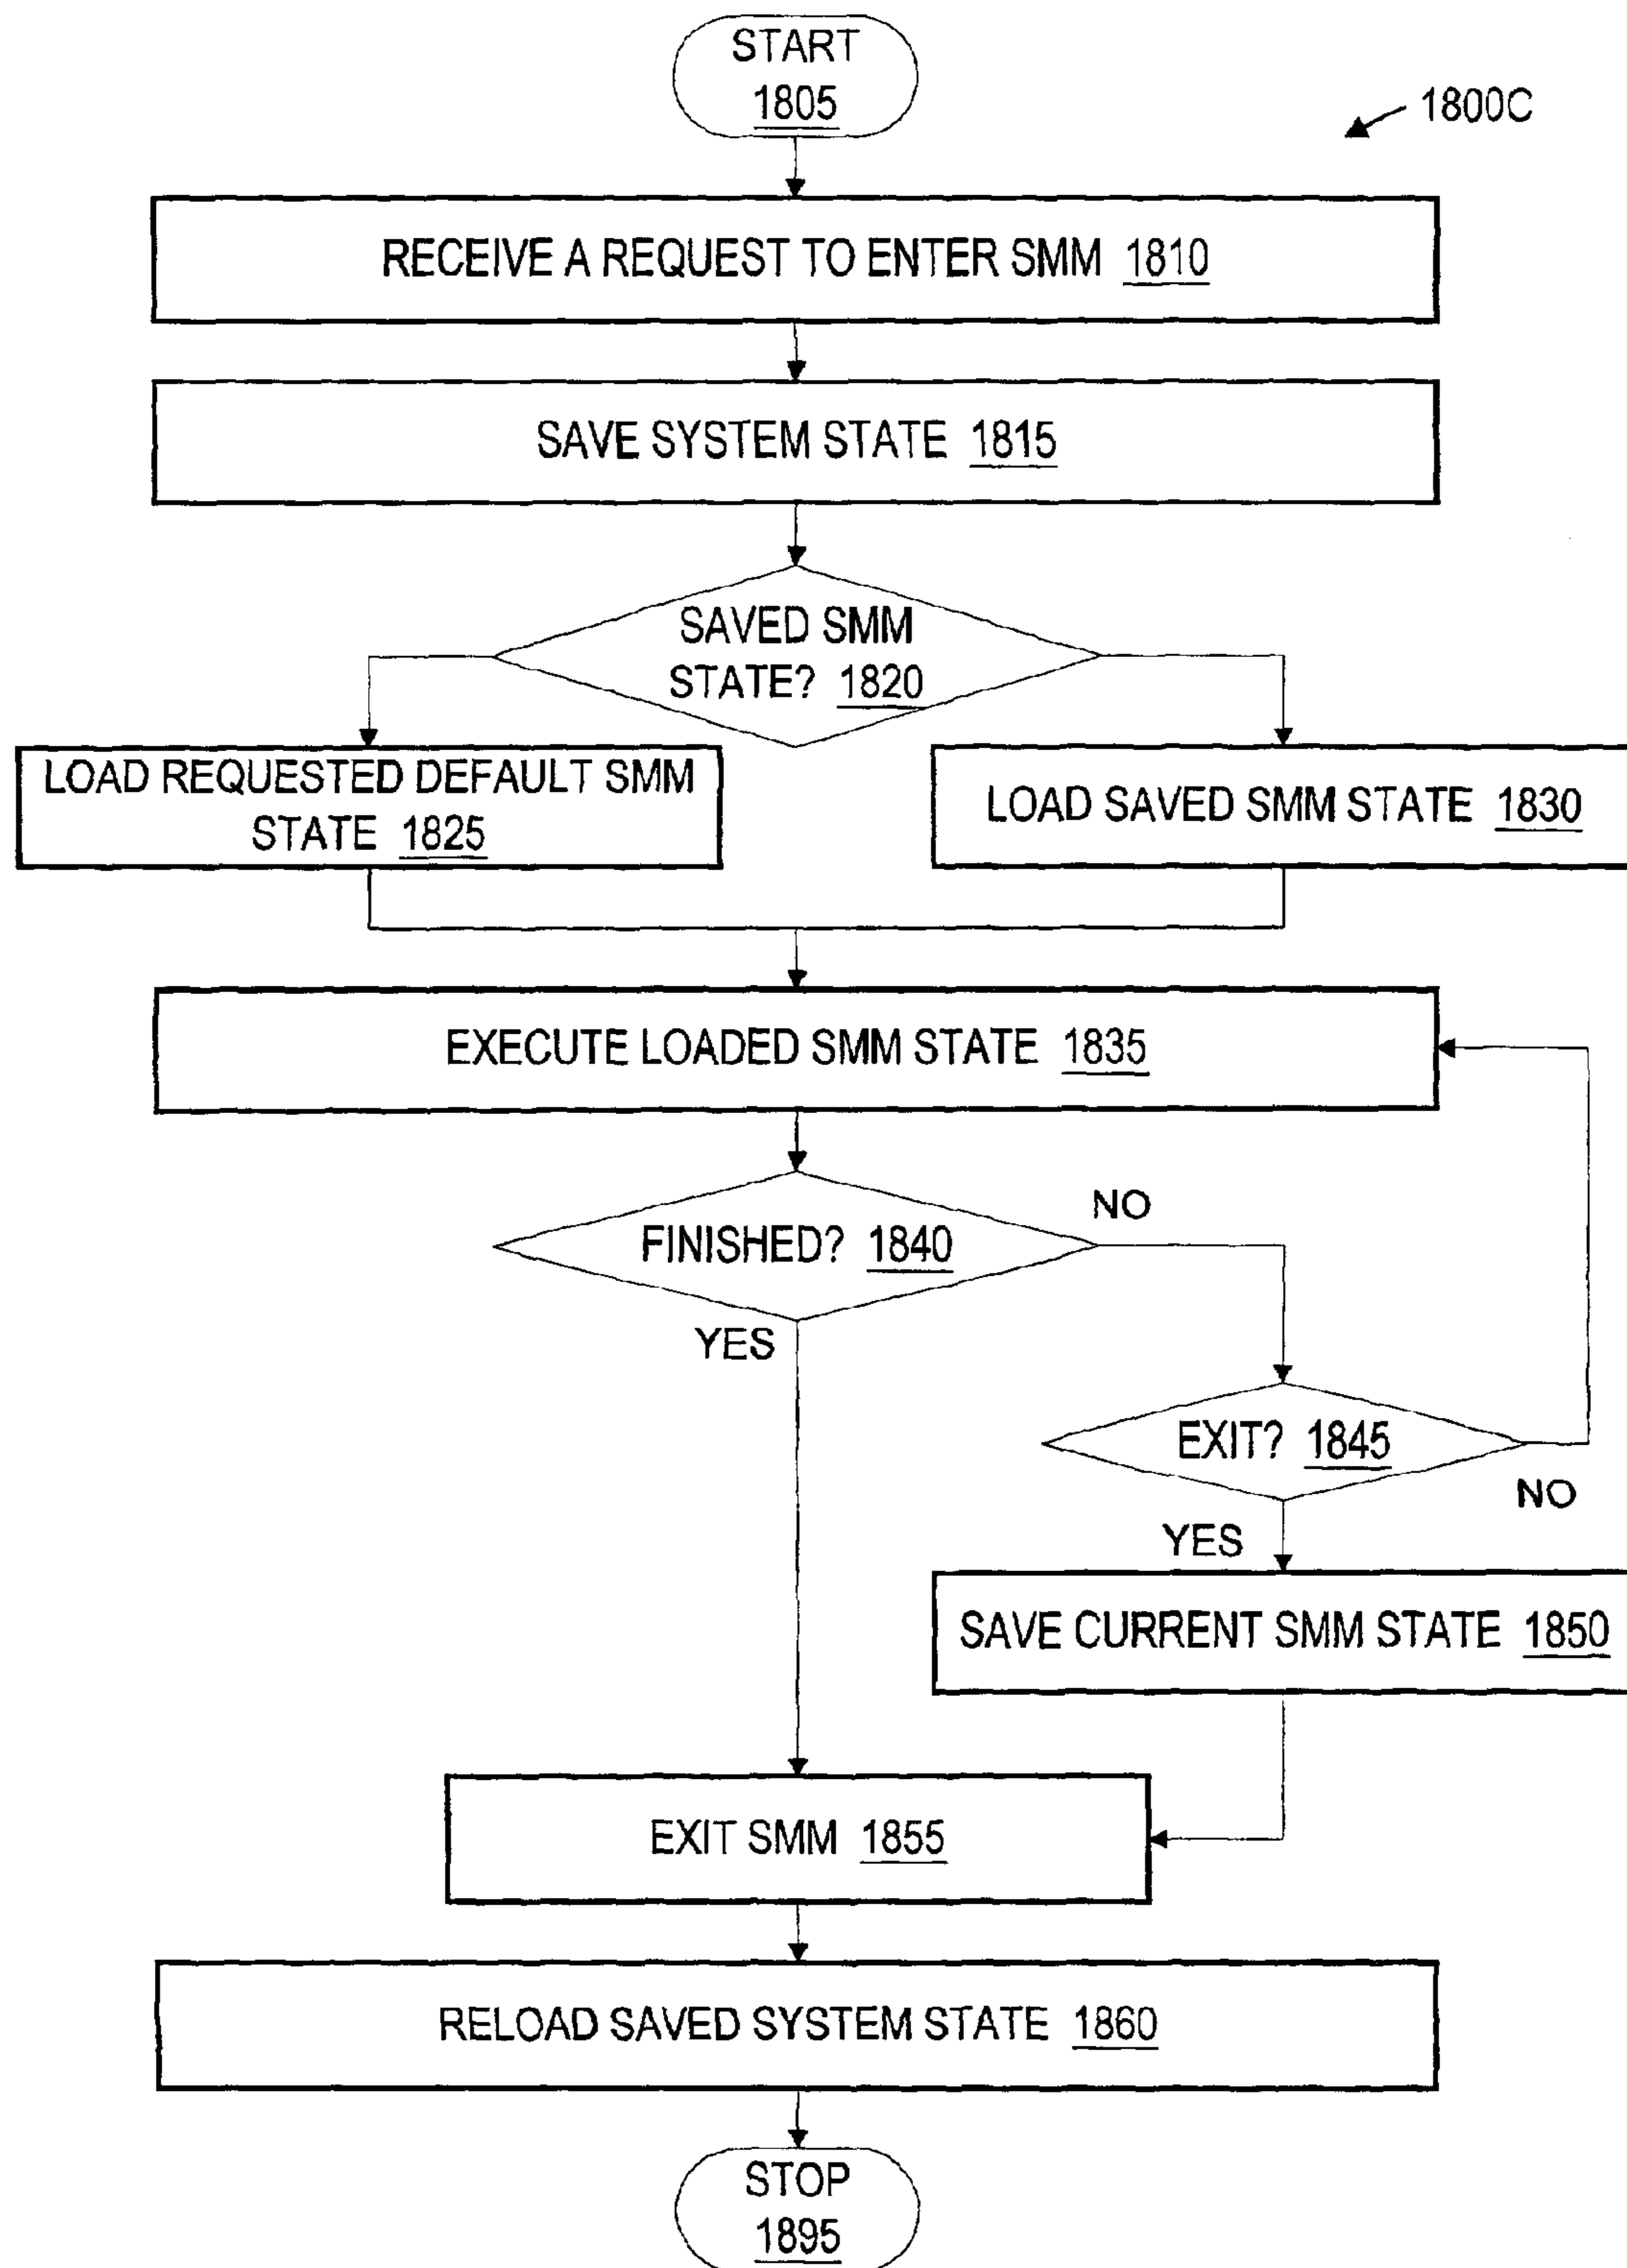 START
1805
1800C
RECEIVE A REQUEST TO ENTER SMM 1810
SAVE SYSTEM STATE 1815
SAVED SMM
STATE? 1820
LOAD REQUESTED DEFAULT SMM
STATE 1825
LOAD SAVED SMM STATE 1830
EXECUTE LOADED SMM STATE 1835
FINISHED? 1840
NO
YES
EXIT? 1845
NO
YES
SAVE CURRENT SMM STATE 1850
EXIT SMM 1855
RELOAD SAVED SYSTEM STATE 1860
STOP
1895